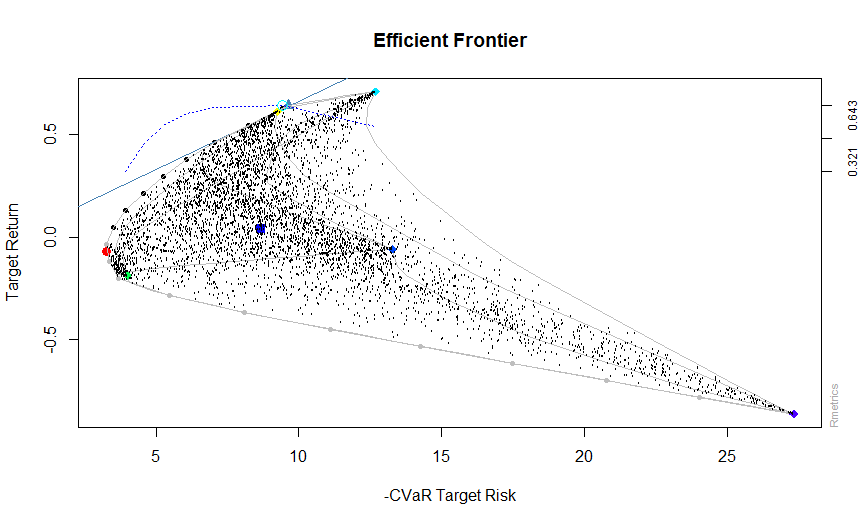 Efficient Frontier
Target Return
0.5
0.0
-0.5
0.643
0.321
5
10
15
20
25
-CVaR Target Risk
Rmetrics